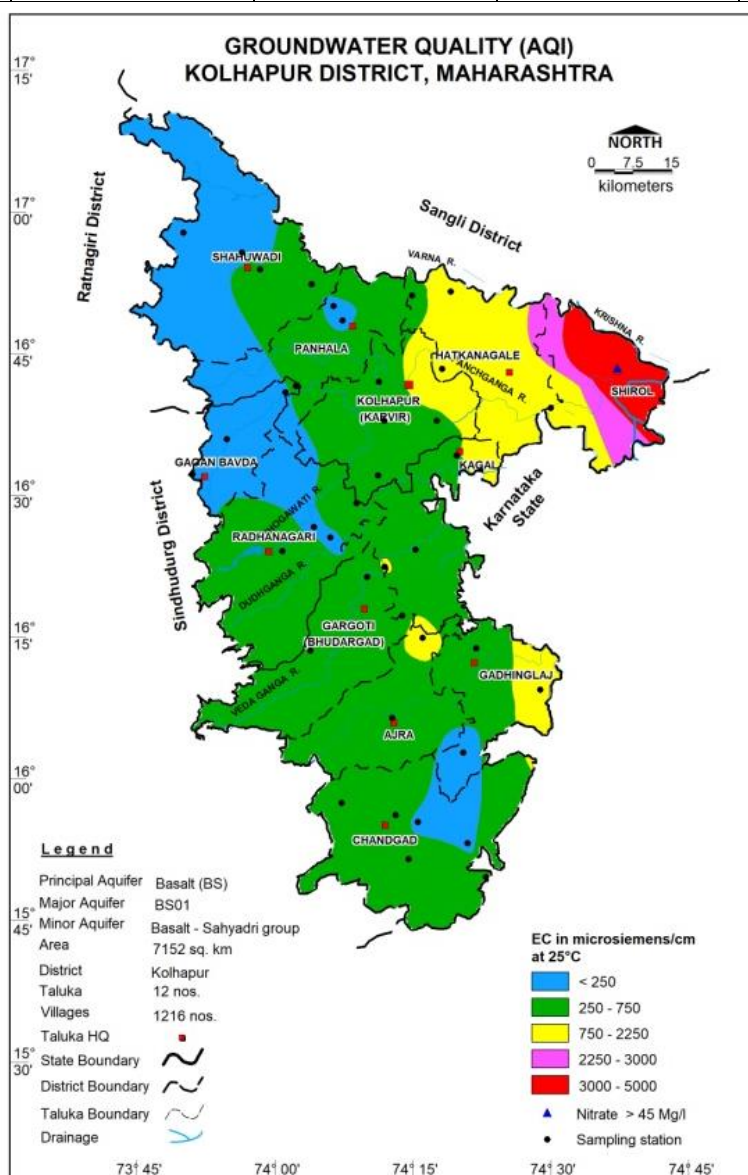 GROUNDWATER QUALITY (AQI)
KOLHAPUR DISTRICT, MAHARASHTRA
17°
15'
NORTH
0 7.5 15
kilometers
17°
00'
Ratnagiri District
Sangli District
VARNA R.
SHAHUWADI
KRISHNA R.
16°
45'
PANHALA
HATKANAGALE
ANCHGANGA R.
SHIROL
KOLHAPUR
(KARVIR)
GAGAN BAVDA
KAGAL
16°
30'
Karnataka
State
Sindhudurg District
OGAWATI R.
RADHANAGARI
DUDHGANGA R.
16°
15'
GARGOTI
(BHUDARGAD)
GADHINGLAJ
VEDA GANGA R.
AJRA
16°
00'
CHANDGAD
Legend
Principal Aquifer Basalt (BS)
Major Aquifer BS01
Minor Aquifer Basalt - Sahyadri group
Area 7152 sq. km
District Kolhapur
Taluka 12 nos.
Villages 1216 nos.
Taluka HQ
State Boundary
District Boundary
Taluka Boundary
Drainage
15°
45'
15°
30'
EC in microsiemens/cm
at 25°C
< 250
250 - 750
750 - 2250
2250 - 3000
3000 - 5000
Nitrate > 45 Mg/l
Sampling station
73° 45' 74° 00' 74° 15' 74° 30' 74° 45'